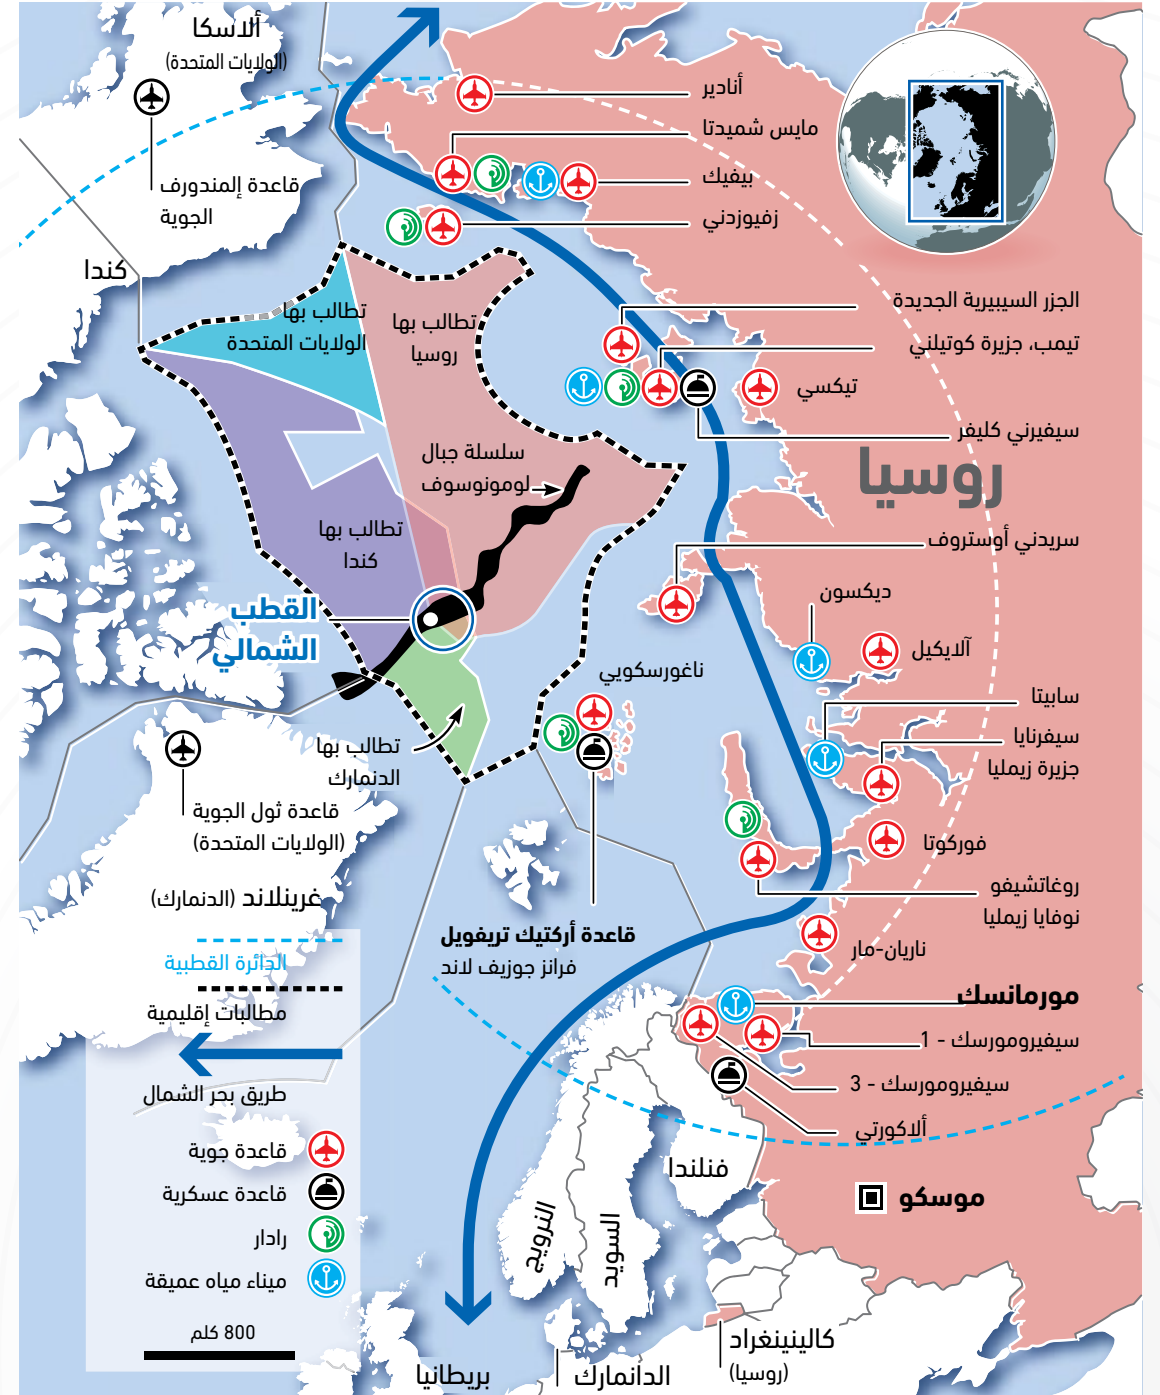 ألاسكا
(الولايات المتحدة)
قاعدة إلمندورف
الجوية
كندا
أنادير
مايس شميدتا
بيفيك
زفيوزدني
الجزر السيبيرية الجديدة
تيمب، جزيرة كوتيلني
تيكسي
سيفيرني كليفر
روسيا
تطالب بها
الولايات المتحدة
تطالب بها
روسيا
سلسلة جبال
لومونوسوف
تطالب بها
كندا
القطب
الشمالي
سريدني أوستروف
ديكسون
آلايكيل
سابيتا
سيفرنايا
جزيرة زيمليا
فوركوتا
روغاتشيفو
نوفايا زيمليا
ناريان-مار
ناغورسكويي
تطالب بها
الدنمارك
قاعدة ثول الجوية
(الولايات المتحدة)
غرينلاند (الدنمارك)
قاعدة أركتيك تريفويل
فرانز جوزيف لاند
مورمانسك
سيفيرومورسك - 1
سيفيرومورسك - 3
ألاكورتي
موسكو
فنلندا
السويد
النرويج
كالينينغراد
(روسيا)
الدانمارك
بريطانيا
الدائرة القطبية
مطالبات إقليمية
طريق بحر الشمال
قاعدة جوية
قاعدة عسكرية
رادار
ميناء مياه عميقة
800 كلم